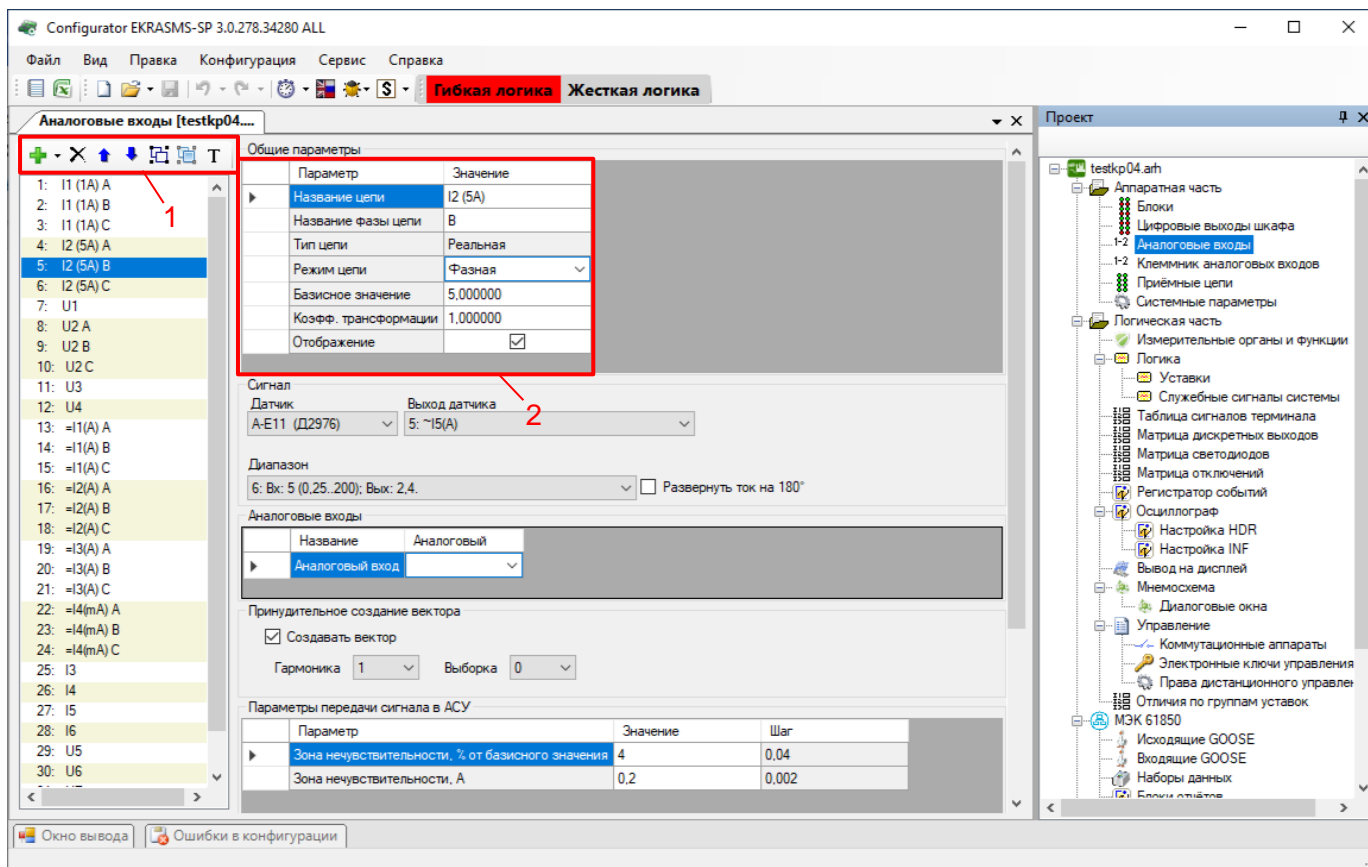 Configurator EKRASMS-SP 3.0.278.34280 ALL
Файл Вид Правка Конфигурация Сервис Справка
Гибкая логика Жесткая логика
Аналоговые входы [testkp04....
T
1
1: I1 (1A) A
2: I1 (1A) B
3: I1 (1A) C
4: I2 (5A) A
5: I2 (5A) B
6: I2 (5A) C
7: U1
8: U2 A
9: U2 B
10: U2 C
11: U3
12: U4
13: =I1(A) A
14: =I1(A) B
15: =I1(A) C
16: =I2(A) A
17: =I2(A) B
18: =I2(A) C
19: =I3(A) A
20: =I3(A) B
21: =I3(A) C
22: =I4(mA) A
23: =I4(mA) B
24: =I4(mA) C
25: I3
26: I4
27: I5
28: I6
29: U5
30: U6
Общие параметры
Параметр Значение
Название цепи I2 (5A)
Название фазы цепи B
Тип цепи Реальная
Режим цепи Фазная
Базисное значение 5,000000
Коэфф. трансформации 1,000000
Отображение
2
Сигнал
Датчик Выход датчика
A-E11 (Д2976) 5: ~I5(A)
Диапазон
6: Вх: 5 (0,25..200); Вых: 2,4. Развернуть ток на 180°
Аналоговые входы
Название Аналоговый
Аналоговый вход
Принудительное создание вектора
Создавать вектор
Гармоника 1 Выборка 0
Параметры передачи сигнала в АСУ
Параметр Значение Шаг
Зона нечувствительности, % от базисного значения 4 0,04
Зона нечувствительности, А 0,2 0,002
Проект
testkp04.arh
Аппаратная часть
Блоки
Цифровые выходы шкафа
1-2 Аналоговые входы
1-2 Клеммник аналоговых входов
Приёмные цепи
Системные параметры
Логическая часть
Измерительные органы и функции
Логика
Уставки
Служебные сигналы системы
Таблица сигналов терминала
Матрица дискретных выходов
Матрица светодиодов
Матрица отключений
Регистратор событий
Осциллограф
Настройка HDR
Настройка INF
Вывод на дисплей
Мнемосхема
Диалоговые окна
Управление
Коммутационные аппараты
Электронные ключи управления
Права дистанционного управлен
Отличия по группам уставок
МЭК 61850
Исходящие GOOSE
Входящие GOOSE
Наборы данных
Блоки отчётов
Окно вывода Ошибки в конфигурации